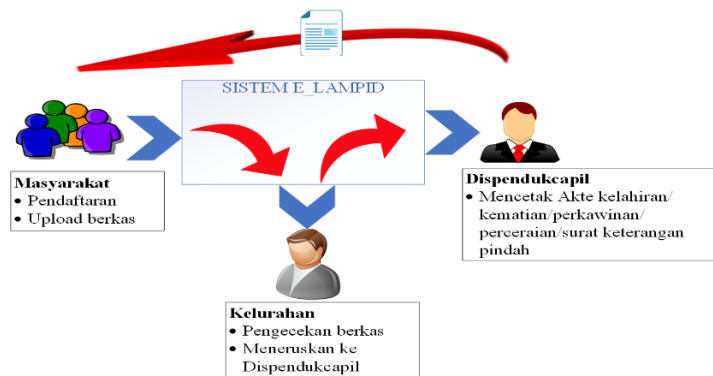 SISTEM E_LAMPID
Masyarakat
• Pendaftaran
• Upload berkas
Kelurahan
• Pengecekan berkas
• Meneruskan ke
Dispendukcapil
Dispendukcapil
• Mencetak Akte kelahiran/
kematian/perkawinan/
perceraian/surat keterangan
pindah